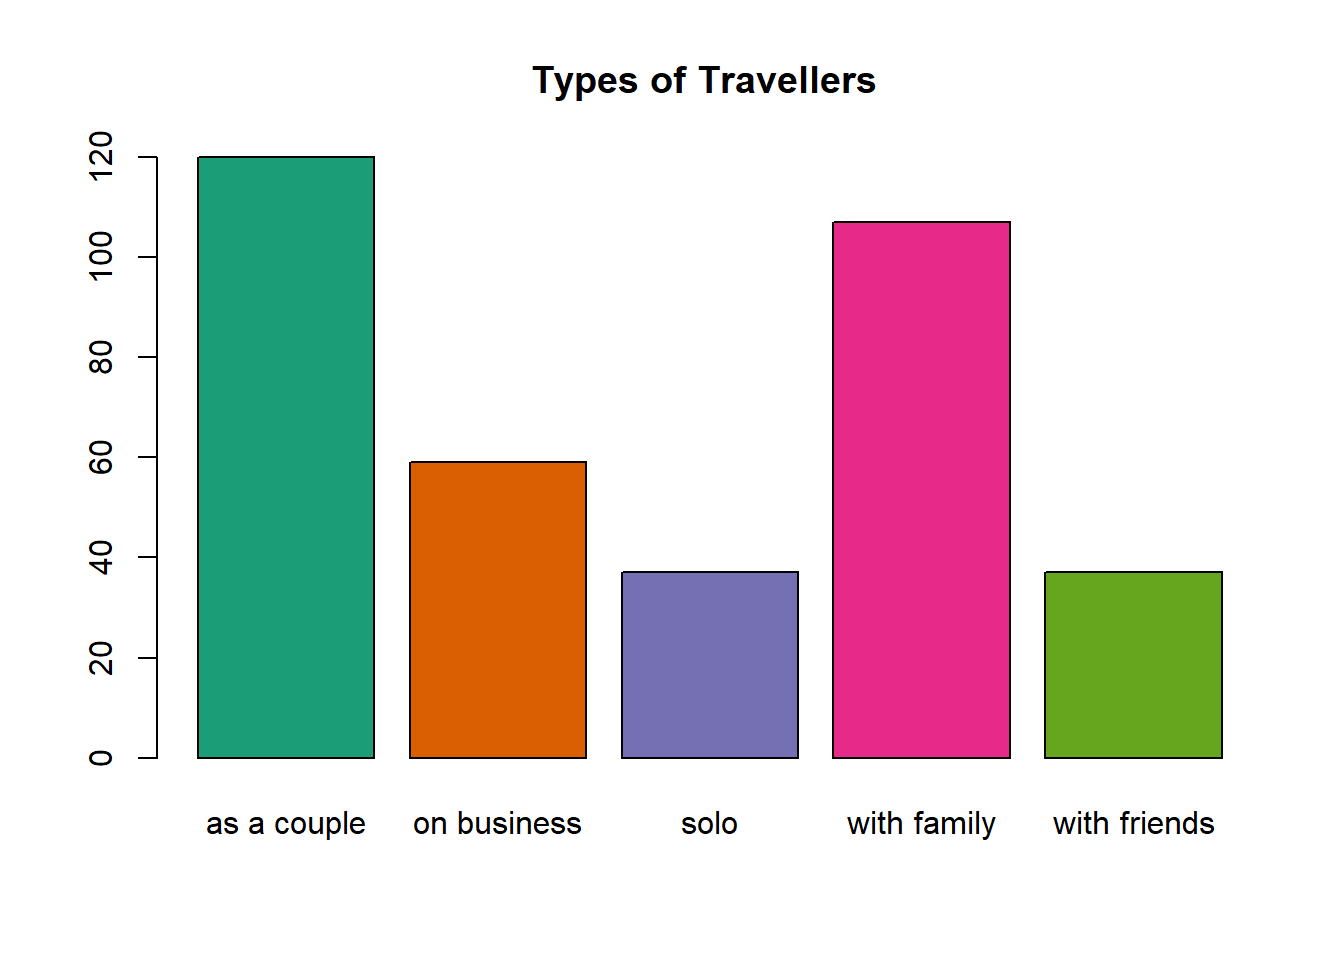 Types of Travellers
120
100
80
60
40
20
0
as a couple
on business
solo
with family
with friends